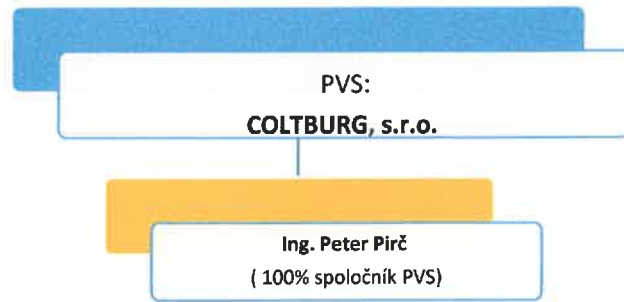 PVS:
COLTBURG, s.r.o.
Ing. Peter Pirč
( 100% spoločník PVS)